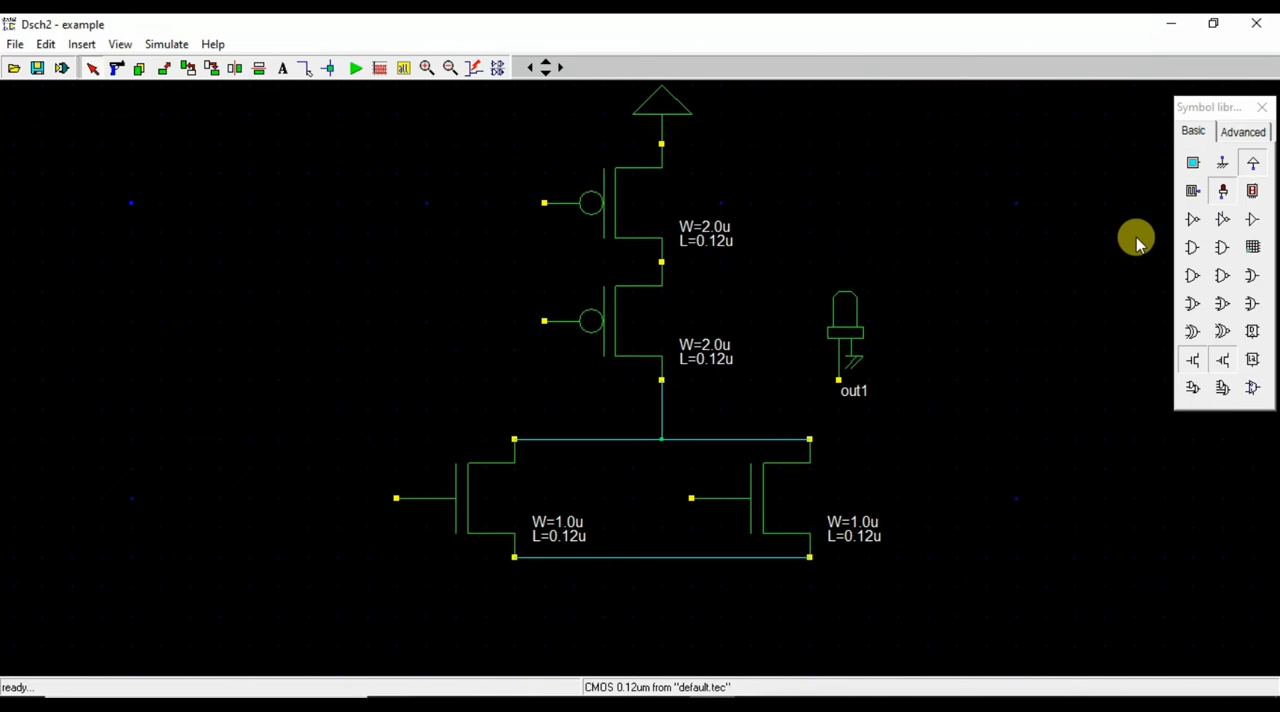 Dsch2 - example
File Edit Insert View Simulate Help
A all
Symbol libr...
Basic Advanced
W=2.0u
L=0.12u
W=2.0u
L=0.12u
out1
W=1.0u
L=0.12u
W=1.0u
L=0.12u
ready...
CMOS 0.12um from "default.tec"